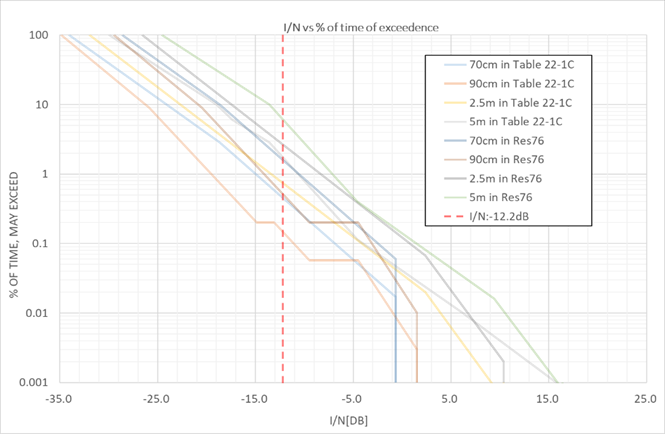 I/N vs % of time of exceedence
% OF TIME, MAY EXCEED
100
10
1
0.1
0.01
0.001
70cm in Table 22-1C
90cm in Table 22-1C
2.5m in Table 22-1C
5m in Table 22-1C
70cm in Res76
90cm in Res76
2.5m in Res76
5m in Res76
I/N:-12.2dB
-35.0 -25.0 -15.0 -5.0 5.0 15.0 25.0
I/N[DB]